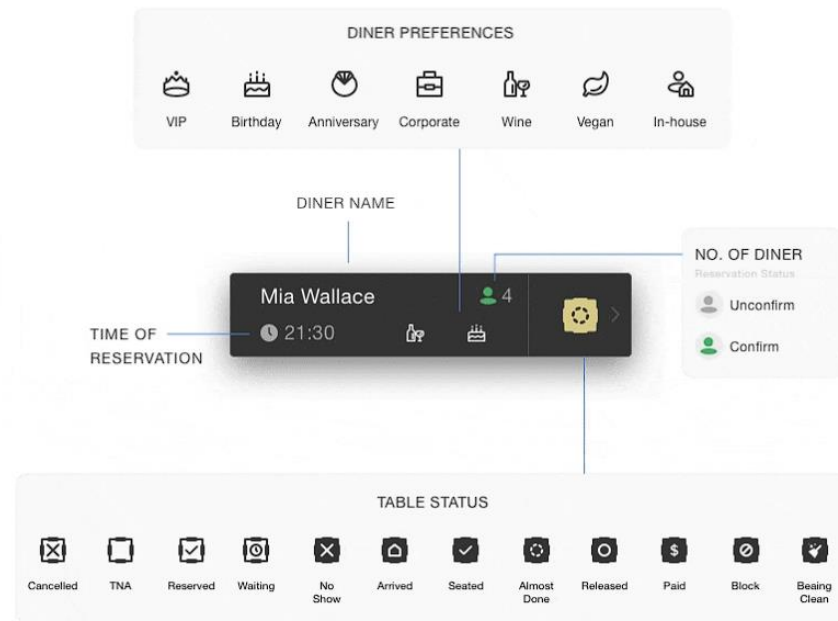 DINER PREFERENCES
VIP
Birthday
Anniversary
Corporate
Wine
Vegan
In-house
DINER NAME
NO. OF DINER
Reservation Status
Unconfirm
Confirm
Mia Wallace
4
TIME OF
RESERVATION
21:30
TABLE STATUS
Cancelled
TNA
Reserved
Waiting
No
Show
Arrived
Seated
Almost
Done
Released
$
Paid
Block
Beaing
Clean